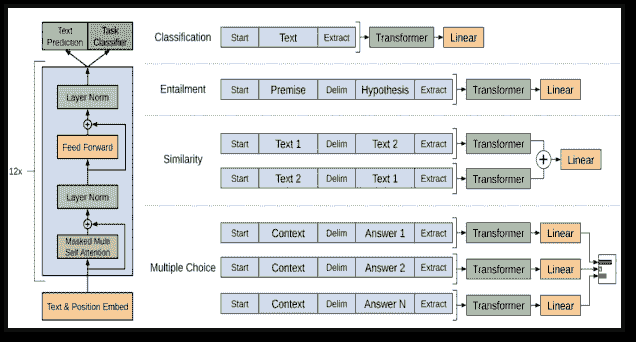 Text Prediction
Task Classifier
Layer Norm
Feed Forward
12x
Layer Norm
Masked Multi Self Attention
Text & Position Embed
Classification
Start Text Extract Transformer Linear
Entailment
Start Premise Delim Hypothesis Extract Transformer Linear
Similarity
Start Text 1 Delim Text 2 Extract Transformer
Start Text 2 Delim Text 1 Extract Transformer
Linear
Multiple Choice
Start Context Delim Answer 1 Extract Transformer Linear
Start Context Delim Answer 2 Extract Transformer Linear
Start Context Delim Answer N Extract Transformer Linear